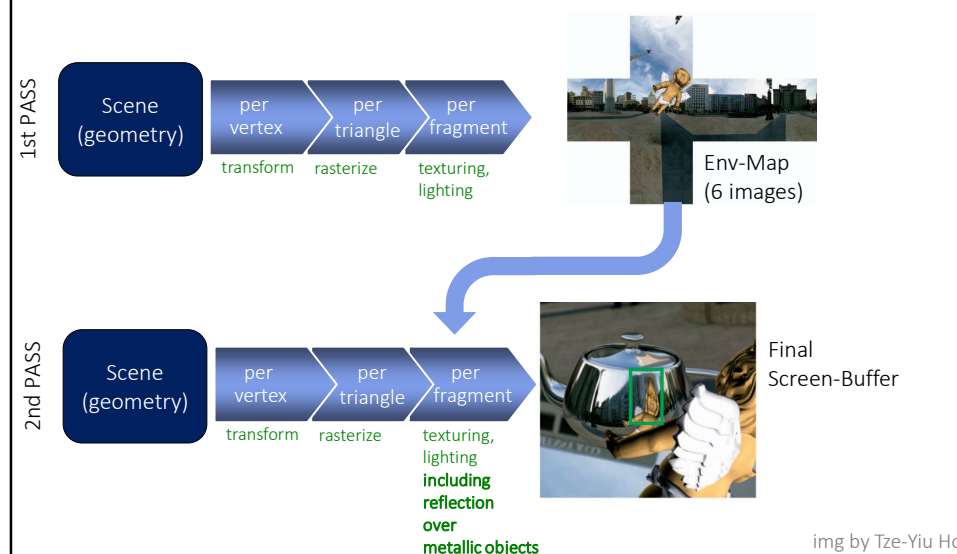 1st PASS
Scene
(geometry)
per
vertex
per
triangle
per
fragment
transform
rasterize
texturing,
lighting
Env-Map
(6 images)
2nd PASS
Scene
(geometry)
per
vertex
per
triangle
per
fragment
transform
rasterize
texturing,
lighting
including
reflection
over
metallic objects
Final
Screen-Buffer
img by Tze-Yiu Ho